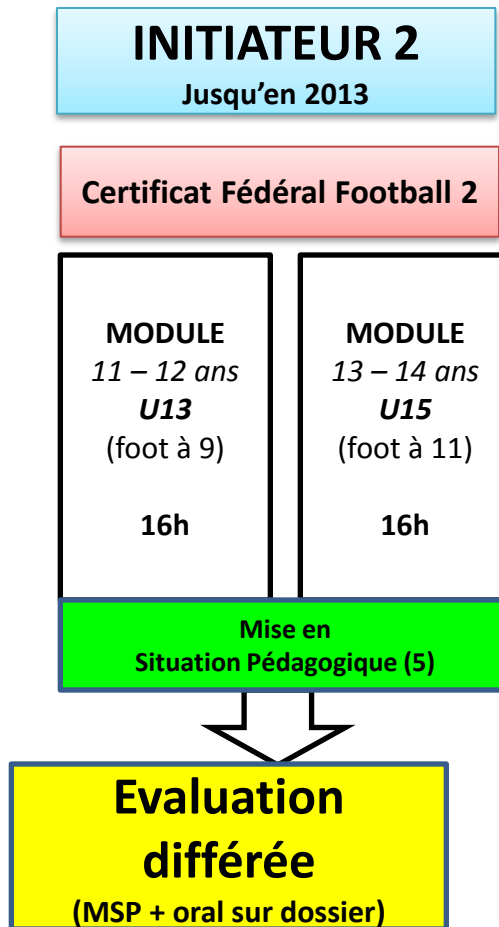 INITIATEUR 2
Jusqu’en 2013
Certificat Fédéral Football 2
MODULE
11 – 12 ans
U13
(foot à 9)
16h
MODULE
13 – 14 ans
U15
(foot à 11)
16h
Mise en
Situation Pédagogique (5)
Evaluation
différée
(MSP + oral sur dossier)